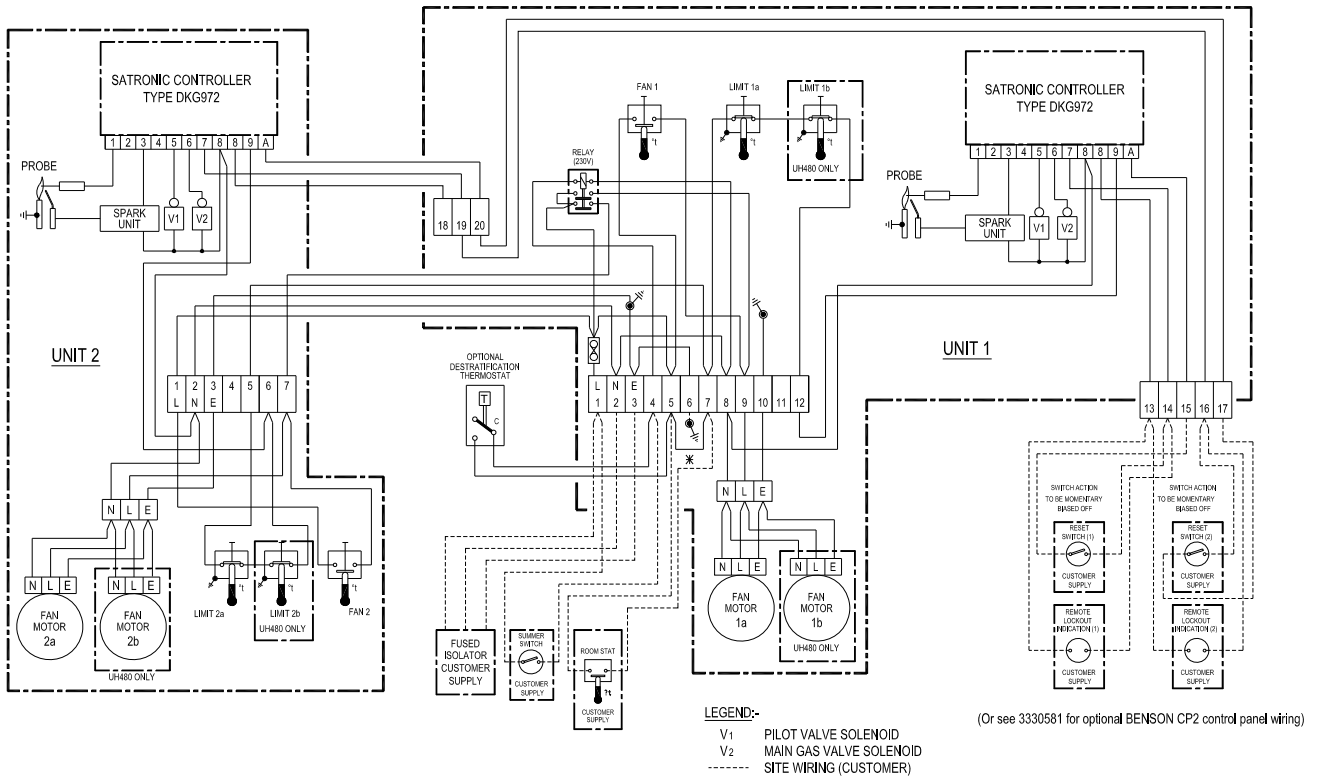 SATRONIC CONTROLLER
TYPE DKG972
1 2 3 4 5 6 7 8 8 9 A
PROBE
SPARK
UNIT
V1
V2
UNIT 2
1 2 3 4 5 6 7
L N E
N L E
N L E
N L E
FAN
MOTOR
2a
FAN
MOTOR
2b
UH480 ONLY
°t
LIMIT 2a
°t
LIMIT 2b
UH480 ONLY
°t
FAN 2
FAN 1
°t
LIMIT 1a
°t
LIMIT 1b
°t
UH480 ONLY
RELAY
(230V)
18 19 20
SATRONIC CONTROLLER
TYPE DKG972
1 2 3 4 5 6 7 8 8 9 A
PROBE
SPARK
UNIT
V1
V2
UNIT 1
OPTIONAL
DESTRATIFICATION
THERMOSTAT
T
C
L N E
1 2 3 4 5 6 7 8 9 10 11 12
13 14 15 16 17
N L E
N L E
N L E
FAN
MOTOR
1a
FAN
MOTOR
1b
UH480 ONLY
FUSED
ISOLATOR
CUSTOMER
SUPPLY
SUMMER
SWITCH
CUSTOMER
SUPPLY
ROOM STAT
?t
CUSTOMER
SUPPLY
SWITCH ACTION
TO BE MOMENTARY
BIASED OFF
RESET
SWITCH (1)
CUSTOMER
SUPPLY
REMOTE
LOCKOUT
INDICATION (1)
CUSTOMER
SUPPLY
SWITCH ACTION
TO BE MOMENTARY
BIASED OFF
RESET
SWITCH (2)
CUSTOMER
SUPPLY
REMOTE
LOCKOUT
INDICATION (2)
CUSTOMER
SUPPLY
LEGEND:-
V1 PILOT VALVE SOLENOID
V2 MAIN GAS VALVE SOLENOID
------ SITE WIRING (CUSTOMER)
(Or see 3330581 for optional BENSON CP2 control panel wiring)